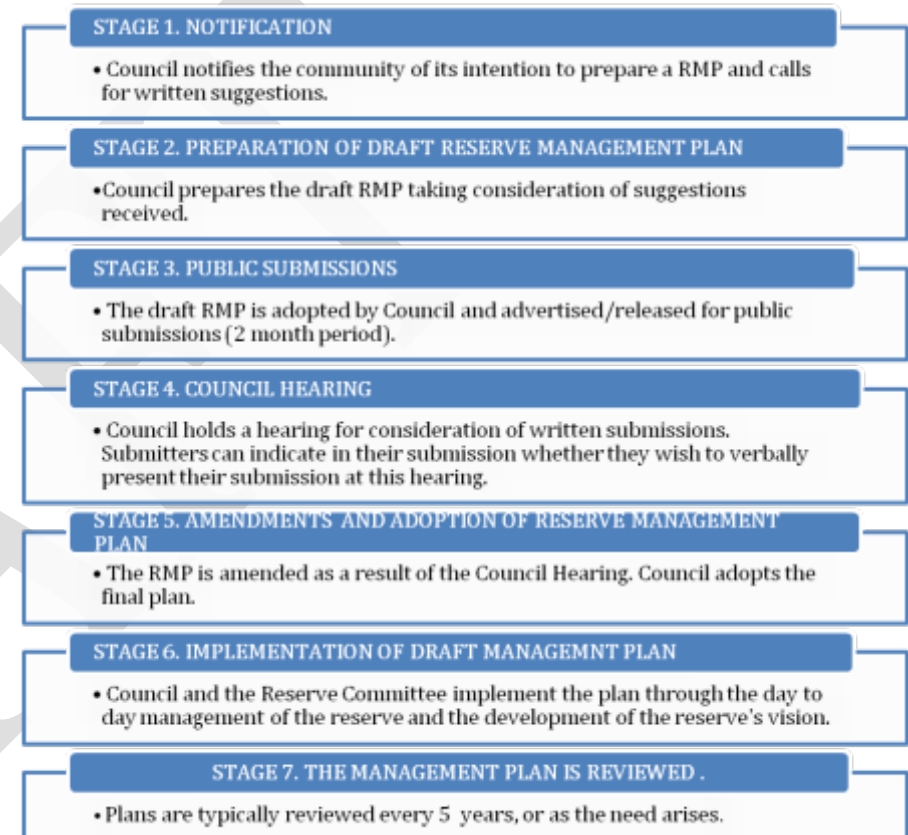 STAGE 1. NOTIFICATION
• Council notifies the community of its intention to prepare a RMP and calls
for written suggestions.
STAGE 2. PREPARATION OF DRAFT RESERVE MANAGEMENT PLAN
•Council prepares the draft RMP taking consideration of suggestions
received.
STAGE 3. PUBLIC SUBMISSIONS
• The draft RMP is adopted by Council and advertised/released for public
submissions (2 month period).
STAGE 4. COUNCIL HEARING
• Council holds a hearing for consideration of written submissions.
Submitters can indicate in their submission whether they wish to verbally
present their submission at this hearing.
STAGE 5. AMENDMENTS AND ADOPTION OF RESERVE MANAGEMENT
PLAN
• The RMP is amended as a result of the Council Hearing. Council adopts the
final plan.
STAGE 6. IMPLEMENTATION OF DRAFT MANAGEMNT PLAN
• Council and the Reserve Committee implement the plan through the day to
day management of the reserve and the development of the reserve's vision.
STAGE 7. THE MANAGEMENT PLAN IS REVIEWED .
• Plans are typically reviewed every 5 years, or as the need arises.